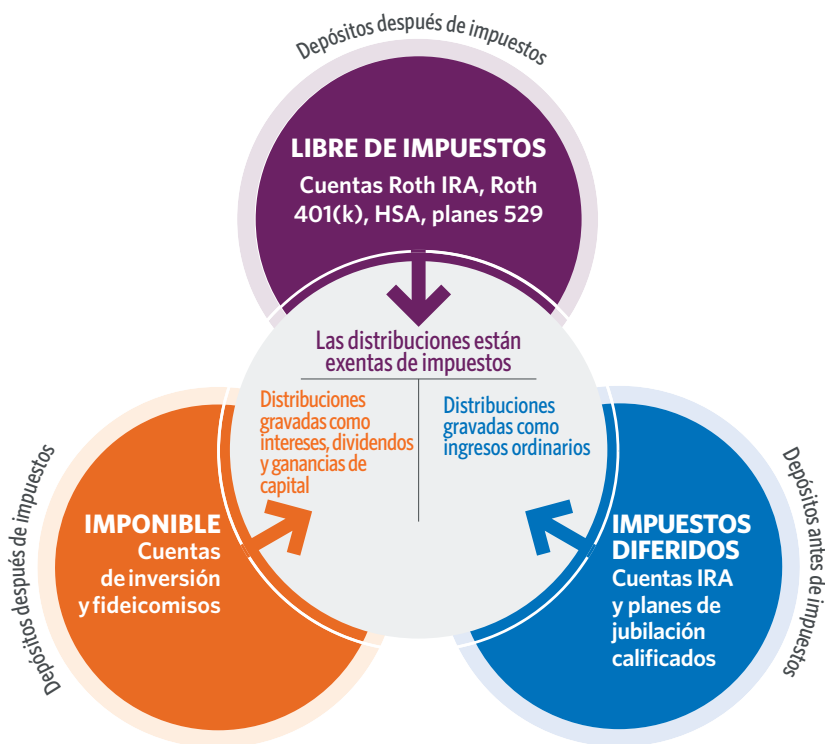 Depósitos después de impuestos
LIBRE DE IMPUESTOS
Cuentas Roth IRA, Roth
401(k), HSA, planes 529
Las distribuciones están
exentas de impuestos
Distribuciones
gravadas como
intereses, dividendos
y ganancias de
capital
Distribuciones
gravadas como
ingresos ordinarios
Depósitos después de impuestos
IMPONIBLE
Cuentas
de inversión
y fideicomisos
IMPUESTOS
DIFERIDOS
Cuentas IRA
y planes de
jubilación
calificados
Depósitos antes de impuestos